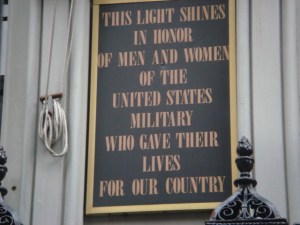 THIS LIGHT SHINES
IN HONOR
OF MEN AND WOMEN
OF THE
UNITED STATES
MILITARY
WHO GAVE THEIR
LIVES
FOR OUR COUNTRY